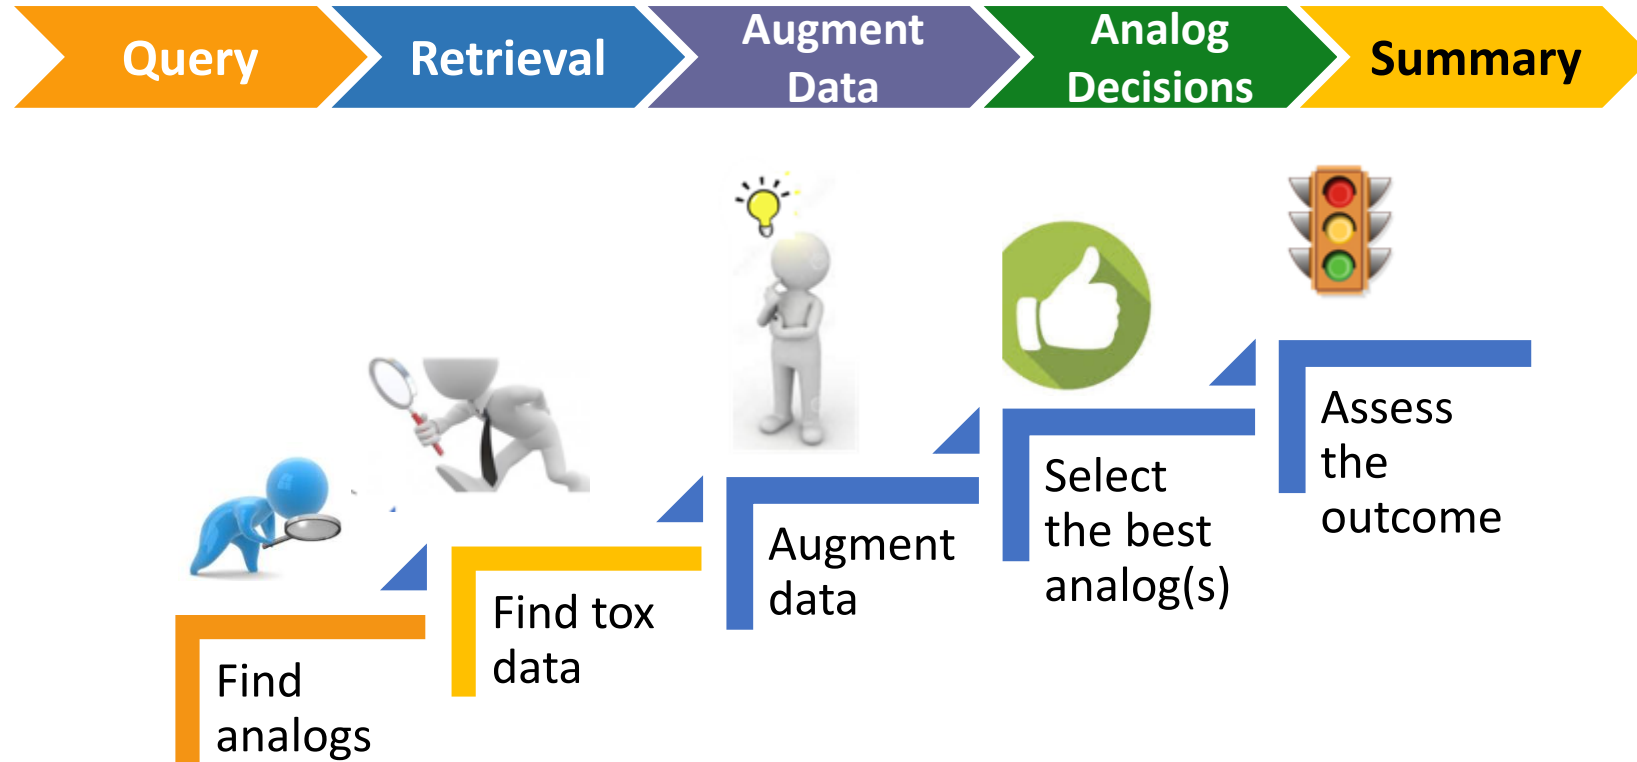 Query
Retrieval
Augment
Data
Analog
Decisions
Summary
Find
analogs
Find tox
data
Augment
data
Select
the best
analog(s)
Assess
the
outcome